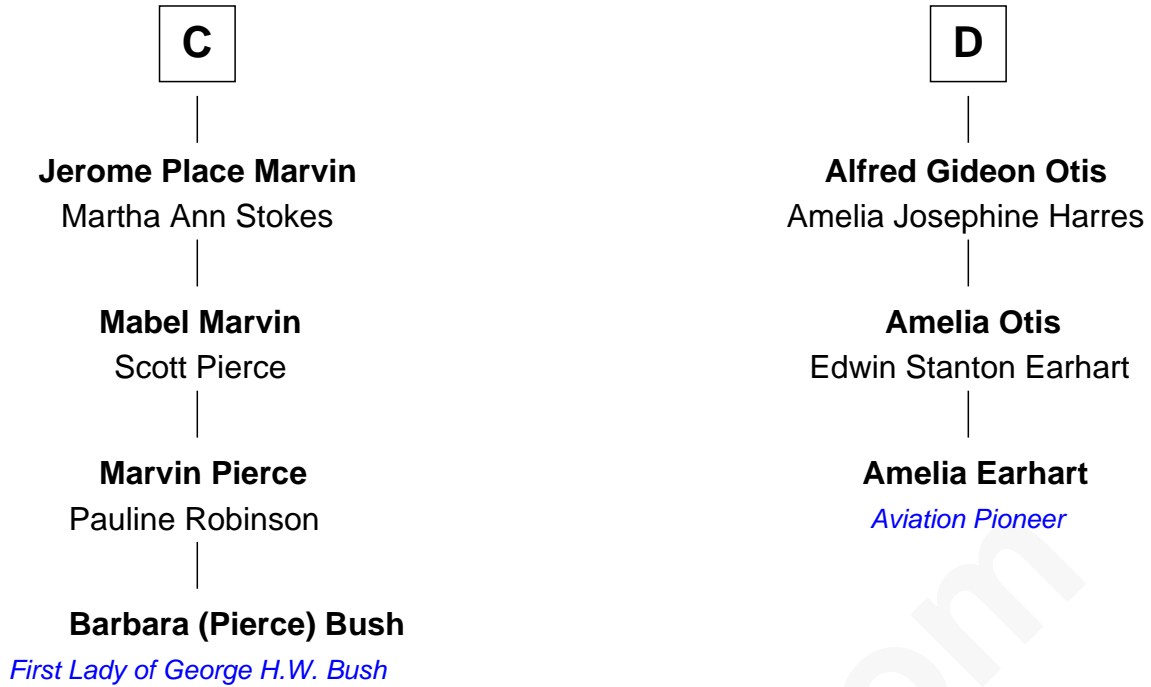 C
Jerome Place Marvin
Martha Ann Stokes
Mabel Marvin
Scott Pierce
Marvin Pierce
Pauline Robinson
Barbara (Pierce) Bush
First Lady of George H.W. Bush
D
Alfred Gideon Otis
Amelia Josephine Harres
Amelia Otis
Edwin Stanton Earhart
Amelia Earhart
Aviation Pioneer
om